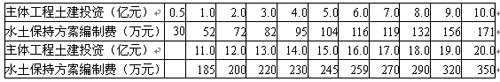 主体工程土建投资（亿元） 0.5 1.0 2.0 3.0 4.0 5.0 6.0 7.0 8.0 9.0 10.0
水土保持方案编制费（万元） 30 52 72 82 95 104 116 119 132 156 171
主体工程土建投资（亿元） 11.0 12.0 13.0 14.0 15.0 16.0 17.0 18.0 19.0 20.0
水土保持方案编制费（万元） 185 200 220 230 245 259 270 290 320 350